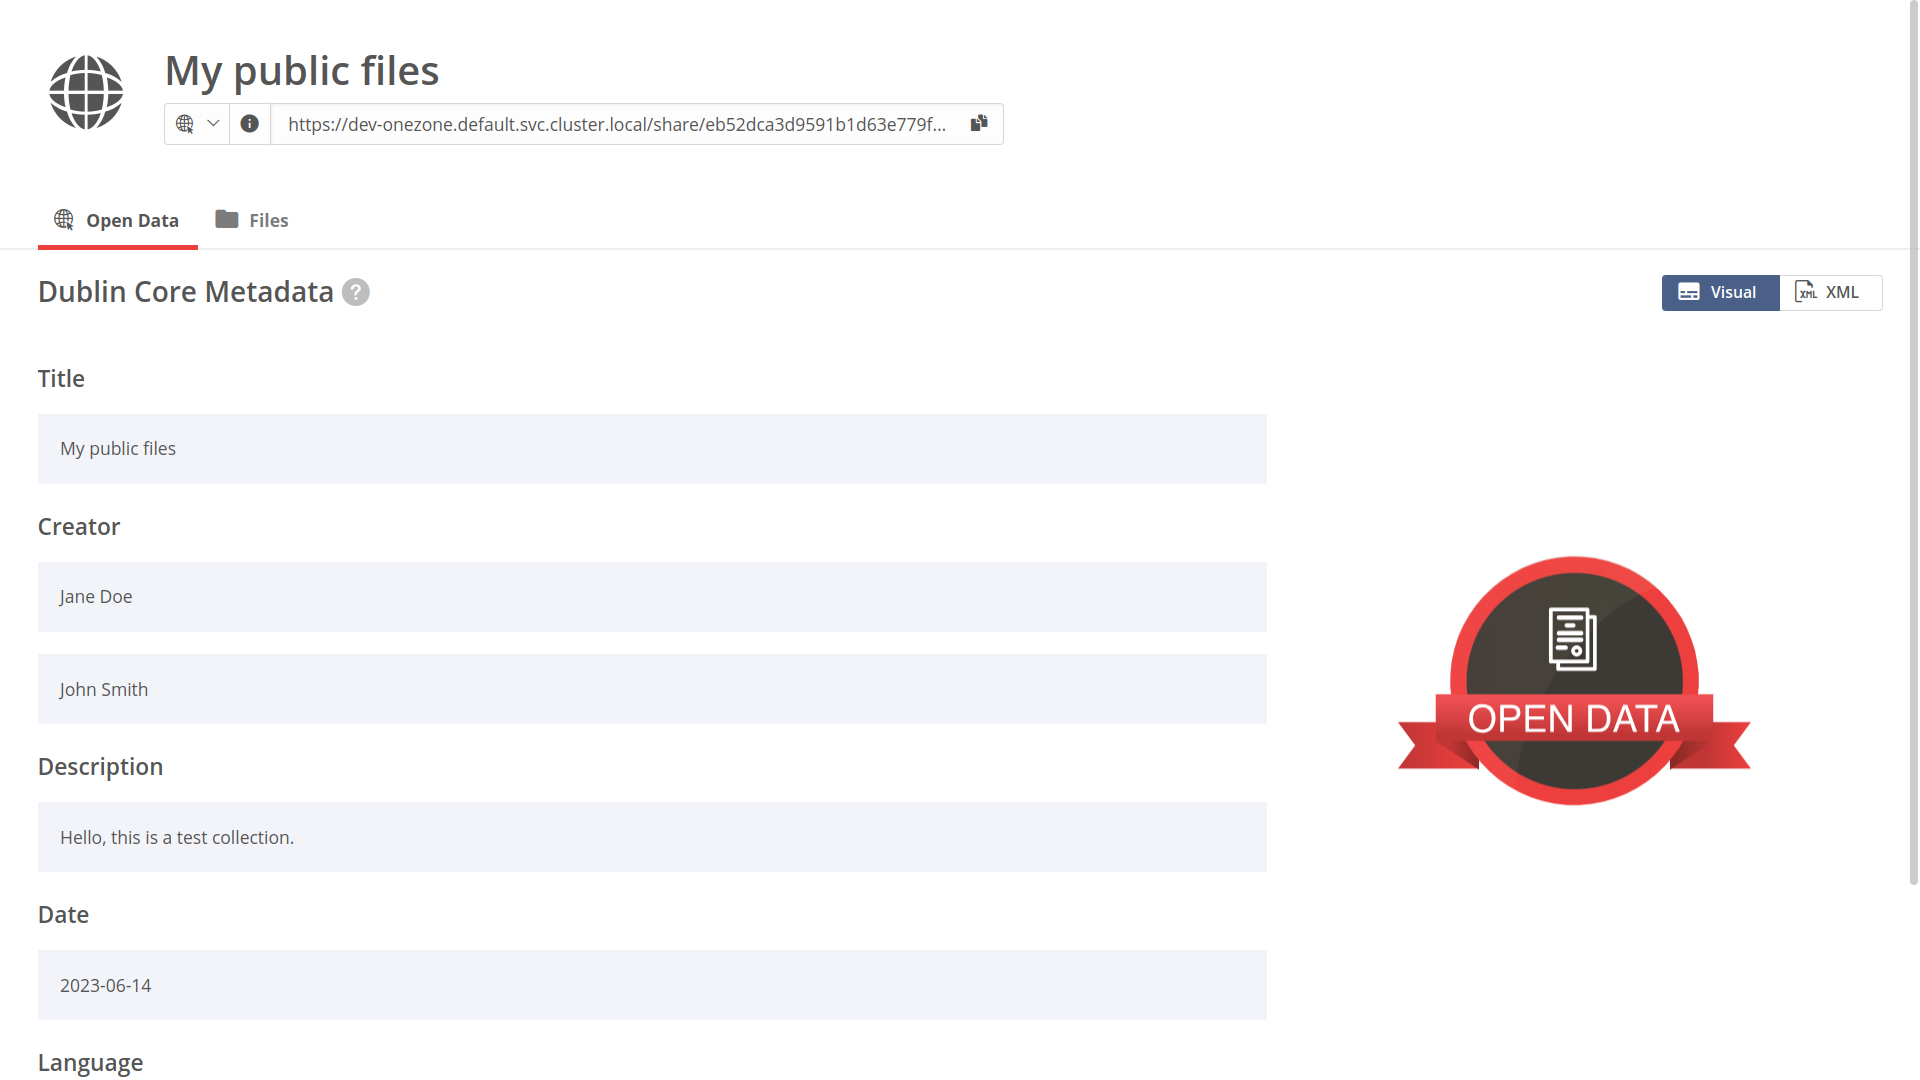 My public files
https://dev-onezone.default.svc.cluster.local/share/eb52dca3d9591b1d63e779f...
Open Data
Files
Dublin Core Metadata ?
Visual
XML XML
Title
My public files
Creator
Jane Doe
John Smith
Description
Hello, this is a test collection.
OPEN DATA
Date
2023-06-14
Language